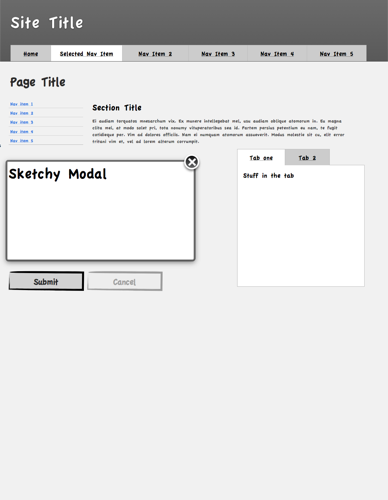 Site Title
Home Selected Nav Item Nav Item 2 Nav Item 3 Nav Item 4 Nav Item 5
Page Title
Nav Item 1
Nav Item 2
Nav Item 3
Nav Item 4
Nav Item 5
Section Title
Ei audiam torquatos mnesarchum vix. Ex munere intellegebat mel, usu audiam oblique atomorum in. Ex magna
clita mel, at modo solet pri, tota nonumy vituperatoribus sea id. Partem persius petentium eu nam, te fugit
cotidieque per. Vim ad dolores officiis. Nam ei numquam atomorum assueverit. Modus molestie sit cu, elit error
tritani vim ei, vel ad lorem alterum corrumpit.
Tab one Tab 2
Stuff in the tab
Sketchy Modal
Submit Cancel